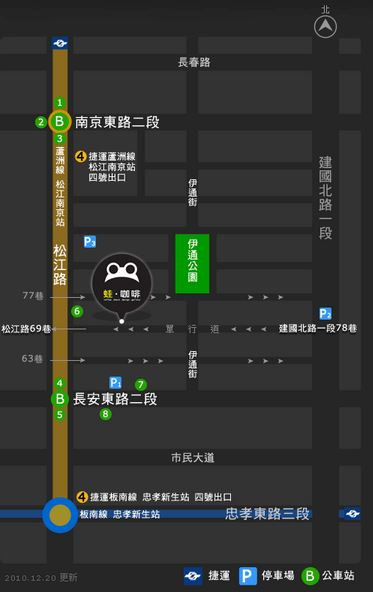 北
長春路
1
2 B 南京東路二段
3
蘆洲線 松江南京站
4 捷運蘆洲線
松江南京站
四號出口
建國北路一段
伊通街
伊通公園
松江路
P3
蛙·咖啡
77巷
6
P2
松江路69巷
單行道
建國北路一段78巷
63巷
伊通街
P1
7
4
B 長安東路二段
5
8
市民大道
4 捷運板南線 忠孝新生站 四號出口
板南線 忠孝新生站
忠孝東路三段
2010.12.20 更新
捷運
P 停車場
B 公車站